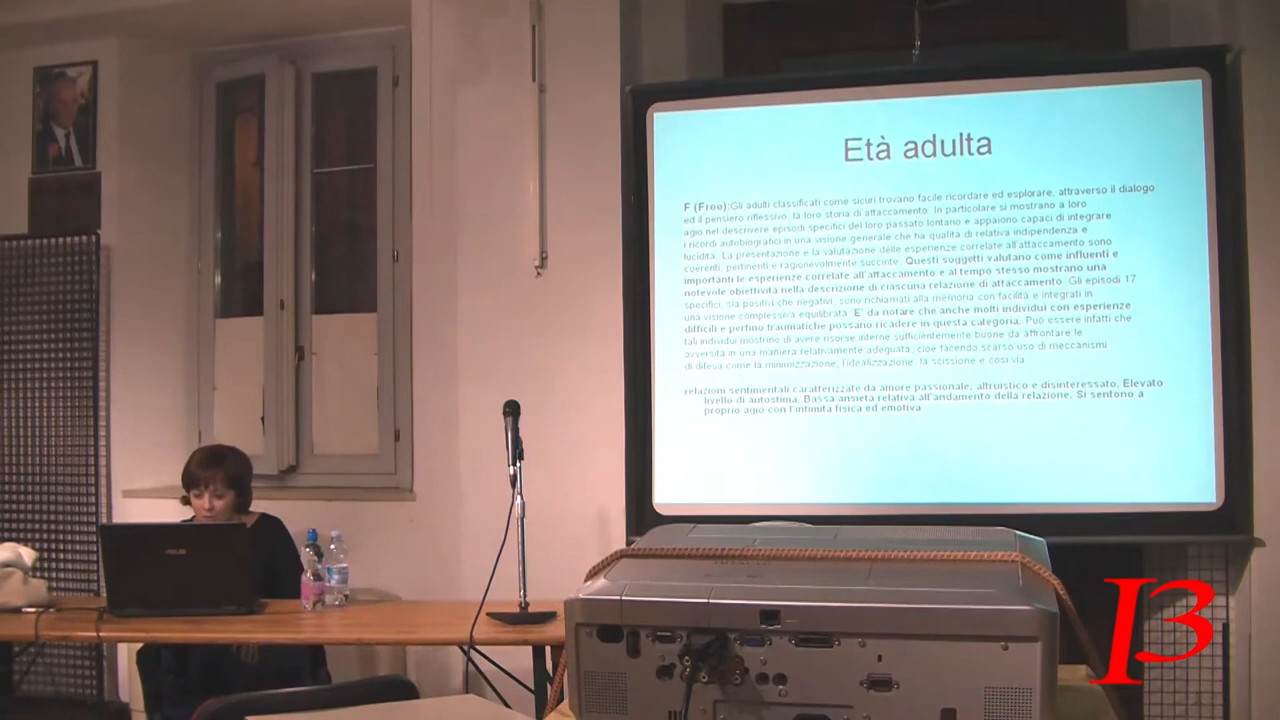 Età adulta
F (Free):Gli adulti classificati come sicuri trovano facile ricordare ed esplorare, attraverso il dialogo
ed il pensiero riflessivo, la loro storia di attaccamento. In particolare si mostrano a loro
agio nel descrivere episodi specifici del loro passato lontano e appaiono capaci di integrare
i ricordi autobiografici in una visione generale che ha qualità di relativa indipendenza e
lucidità. La presentazione e la valutazione delle esperienze correlate all'attaccamento sono
coerenti, pertinenti e ragionevolmente succinte. Questi soggetti valutano come influenti e
importanti le esperienze correlate all'attaccamento e al tempo stesso mostrano una
notevole obiettività nella descrizione di ciascuna relazione di attaccamento. Gli episodi 17
specifici, sia positivi che negativi, sono richiamati alla memoria con facilità e integrati in
una visione complessiva equilibrata. E' da notare che anche molti individui con esperienze
difficili e perfino traumatiche possano ricadere in questa categoria. Può essere infatti che
tali individui mostrino di avere risorse interne sufficientemente buone da affrontare le
avversità in una maniera relativamente adeguata, cioè facendo scarso uso di meccanismi
di difesa come la minimizzazione, l'idealizzazione, la scissione e così via.
relazioni sentimentali caratterizzate da amore passionale, altruistico e disinteressato. Elevato
livello di autostima. Bassa ansietà relativa all'andamento della relazione. Si sentono a
proprio agio con l'intimità fisica ed emotiva
ASUS
13